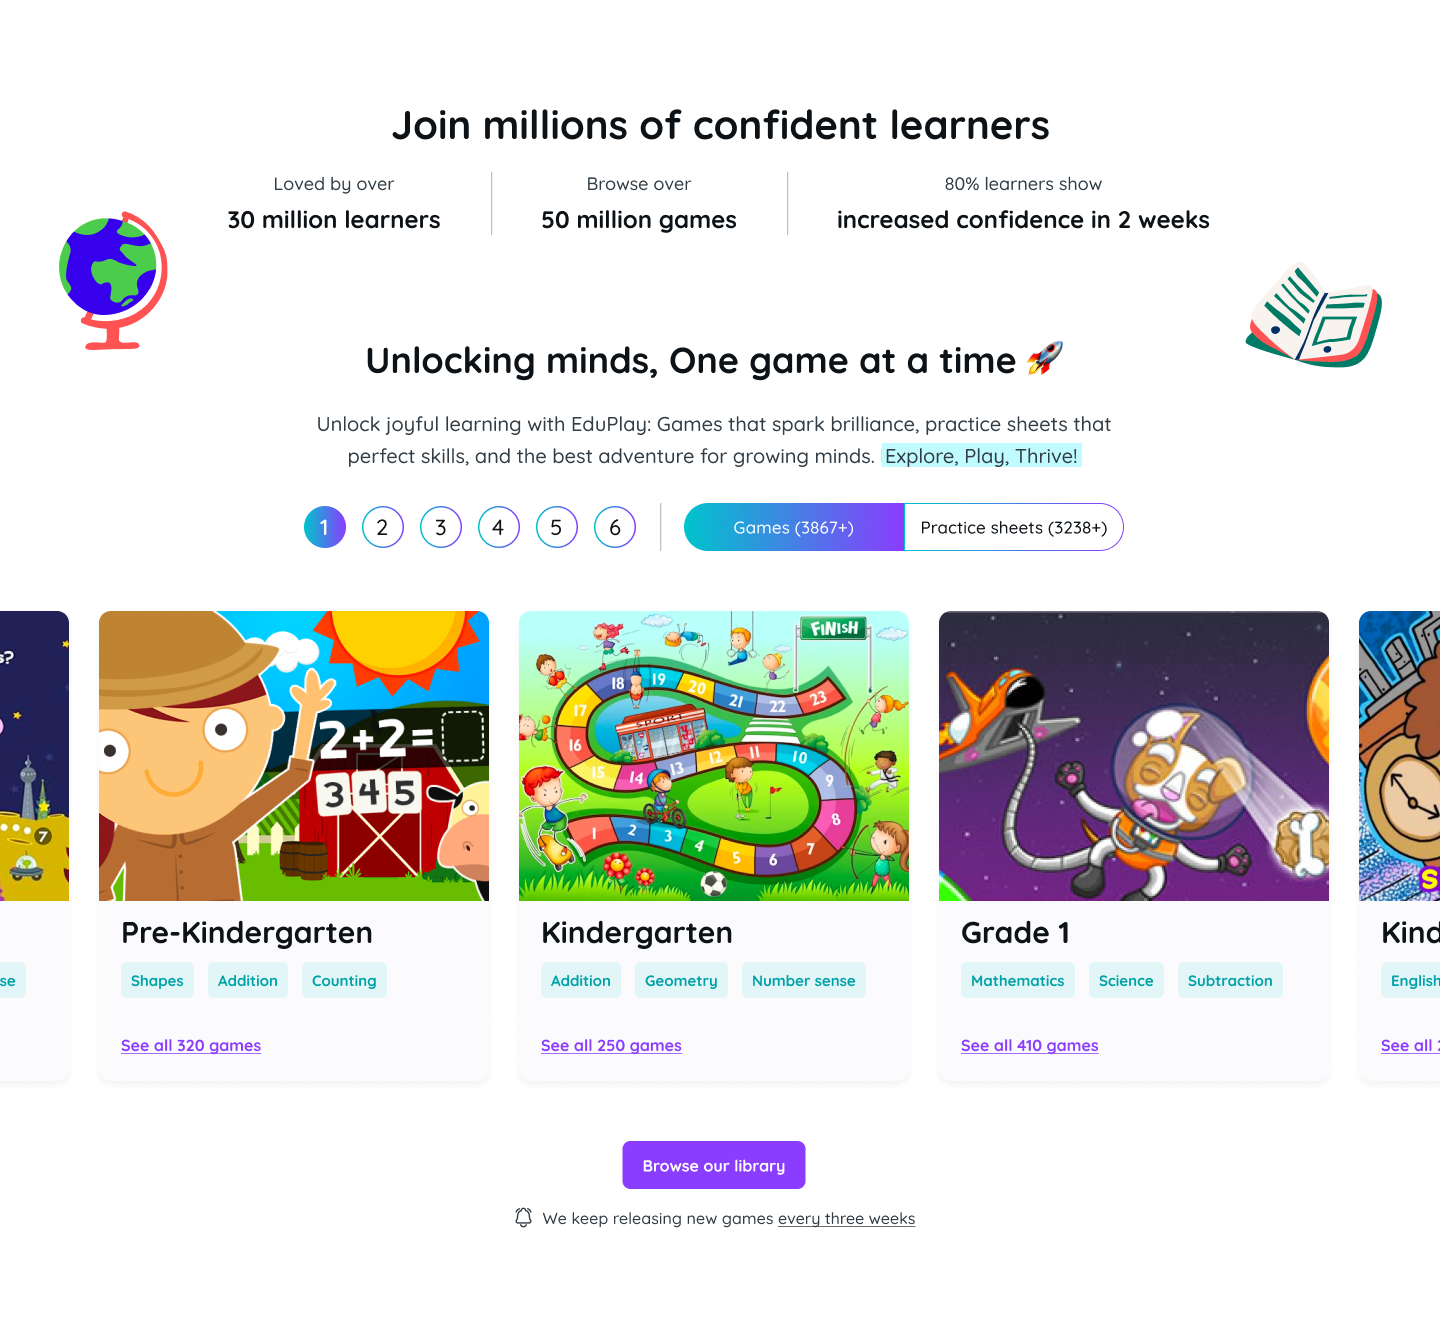 Join millions of confident learners
Loved by over
30 million learners
Browse over
50 million games
80% learners show
increased confidence in 2 weeks
Unlocking minds, One game at a time 🚀
Unlock joyful learning with EduPlay: Games that spark brilliance, practice sheets that
perfect skills, and the best adventure for growing minds. Explore, Play, Thrive!
1 2 3 4 5 6
Games (3867+) Practice sheets (3238+)
s?
7
se
2+2=
3 4 5
Pre-Kindergarten
Shapes Addition Counting
See all 320 games
FINISH
18 19 20 21 22 23
17
SPORT
16
15 14 13 12 11 10
9
8
1 2 3 4 5 6 7
Kindergarten
Addition Geometry Number sense
See all 250 games
Grade 1
Mathematics Science Subtraction
See all 410 games
S
Kind
English
See all 2
Browse our library
We keep releasing new games every three weeks